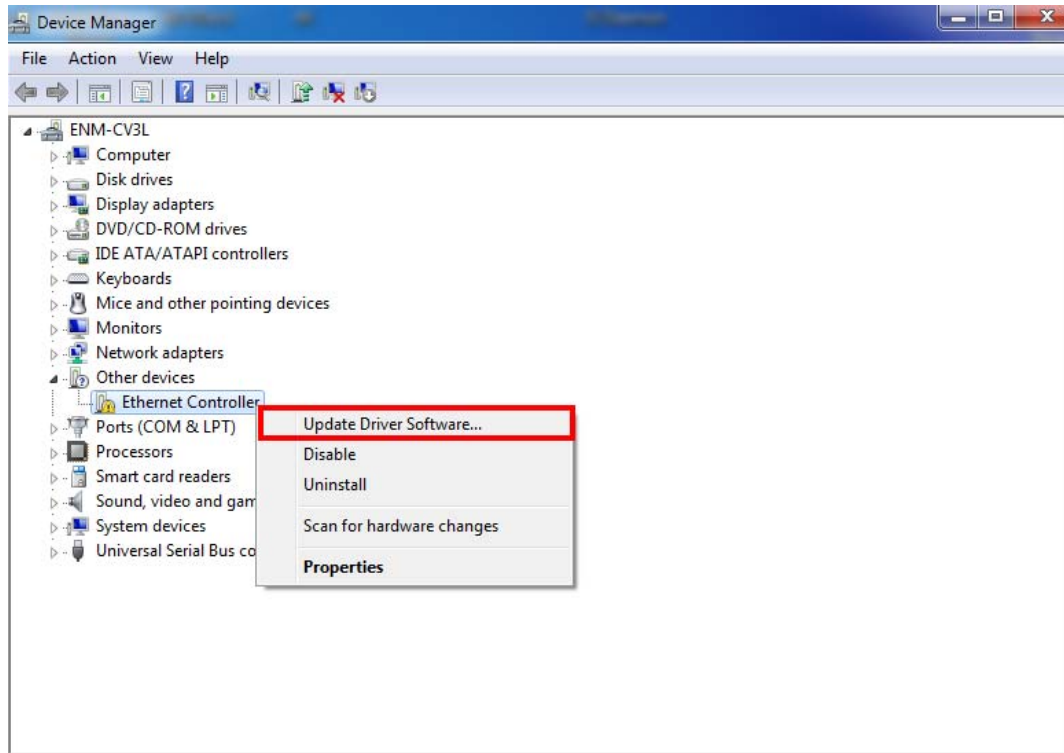 Device Manager
File Action View Help
ENM-CV3L
Computer
Disk drives
Display adapters
DVD/CD-ROM drives
IDE ATA/ATAPI controllers
Keyboards
Mice and other pointing devices
Monitors
Network adapters
Other devices
Ethernet Controller
Update Driver Software...
Ports (COM & LPT)
Disable
Processors
Smart card readers
Uninstall
Sound, video and gam
Scan for hardware changes
System devices
Universal Serial Bus co
Properties